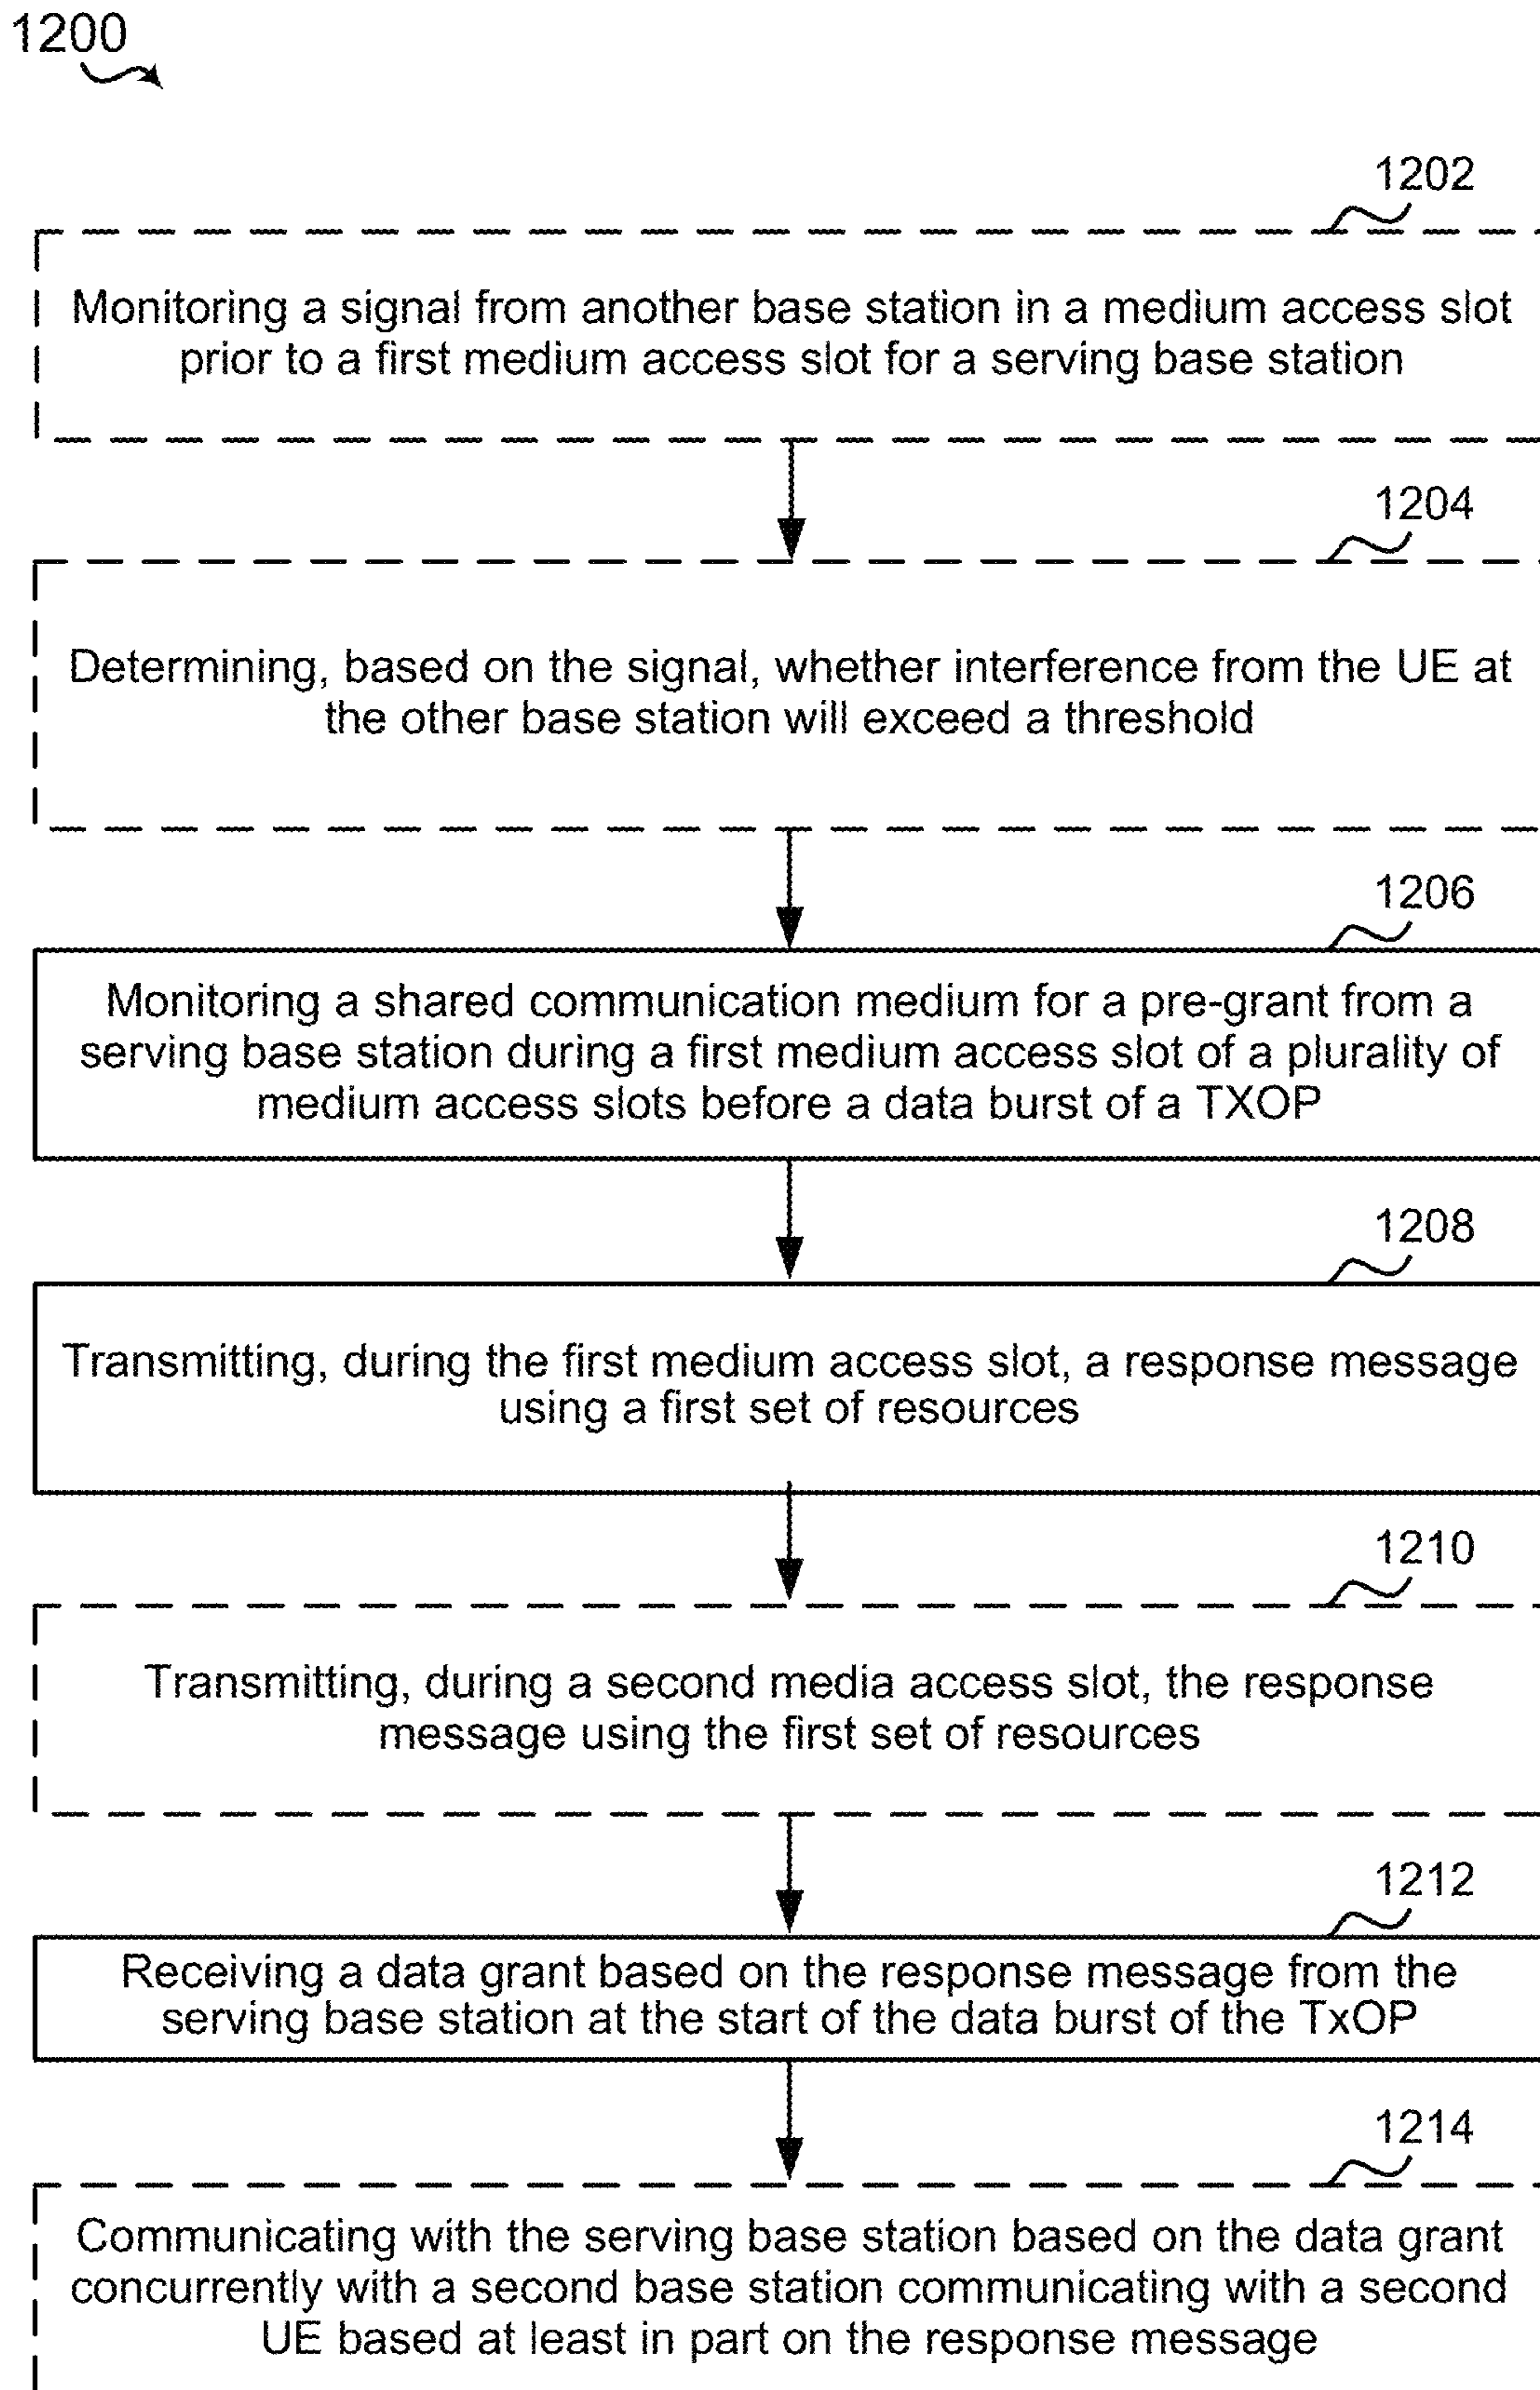 1200
1202
Monitoring a signal from another base station in a medium access slot
prior to a first medium access slot for a serving base station
1204
Determining, based on the signal, whether interference from the UE at
the other base station will exceed a threshold
1206
Monitoring a shared communication medium for a pre-grant from a
serving base station during a first medium access slot of a plurality of
medium access slots before a data burst of a TXOP
1208
Transmitting, during the first medium access slot, a response message
using a first set of resources
1210
Transmitting, during a second media access slot, the response
message using the first set of resources
1212
Receiving a data grant based on the response message from the
serving base station at the start of the data burst of the TxOP
1214
Communicating with the serving base station based on the data grant
concurrently with a second base station communicating with a second
UE based at least in part on the response message